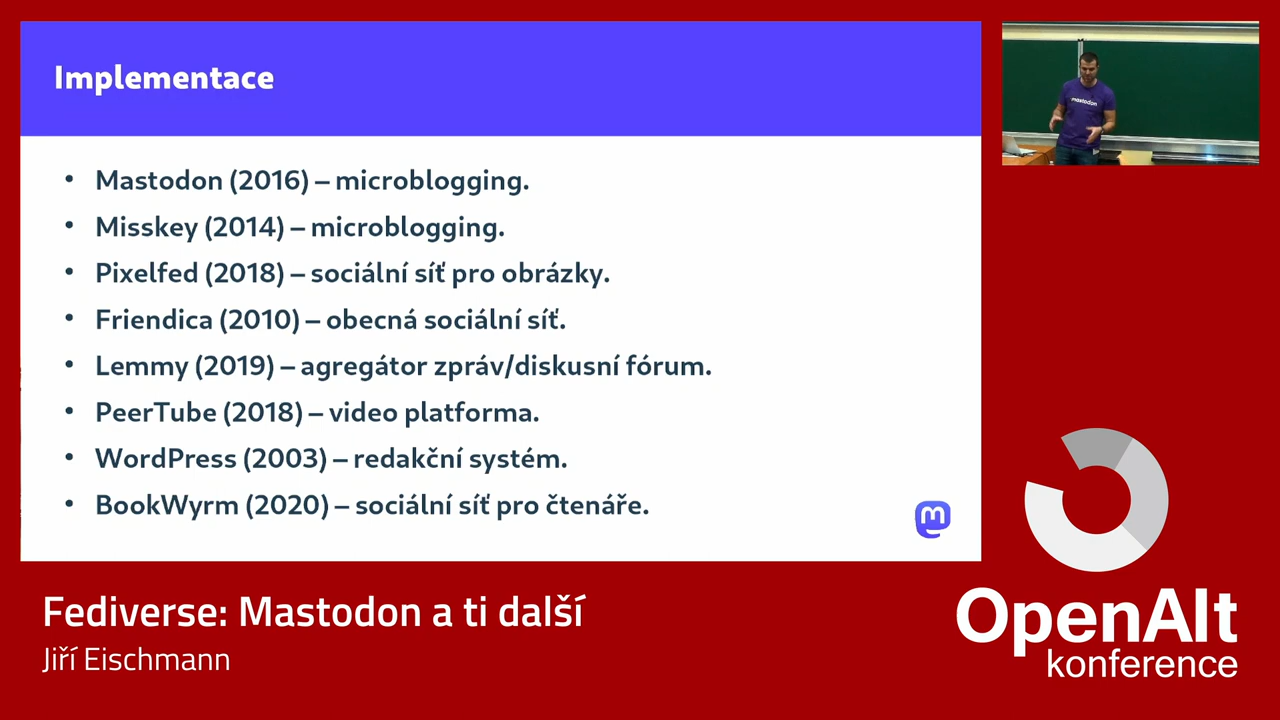 Implementace
• Mastodon (2016) – microblogging.
• Misskey (2014) – microblogging.
• Pixelfed (2018) – sociální síť pro obrázky.
• Friendica (2010) – obecná sociální síť.
• Lemmy (2019) – agregátor zpráv/diskusní fórum.
• PeerTube (2018) – video platforma.
• WordPress (2003) – redakční systém.
• BookWyrm (2020) – sociální síť pro čtenáře.
m
mastodon
Fediverse: Mastodon a ti další
Jiří Eischmann
OpenAlt
konference